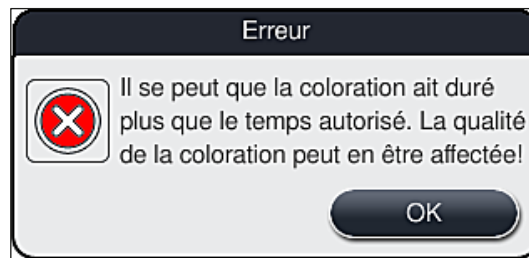 Erreur
Il se peut que la coloration ait duré
plus que le temps autorisé. La qualité
de la coloration peut en être affectée!
OK